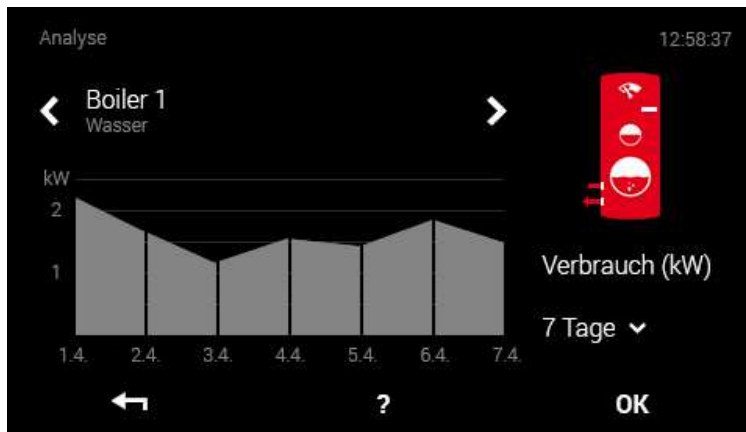 Analyse
12:58:37
Boiler 1
Wasser
kW
2
1
1.4. 2.4. 3.4. 4.4. 5.4. 6.4. 7.4.
Verbrauch (kW)
7 Tage
?
OK